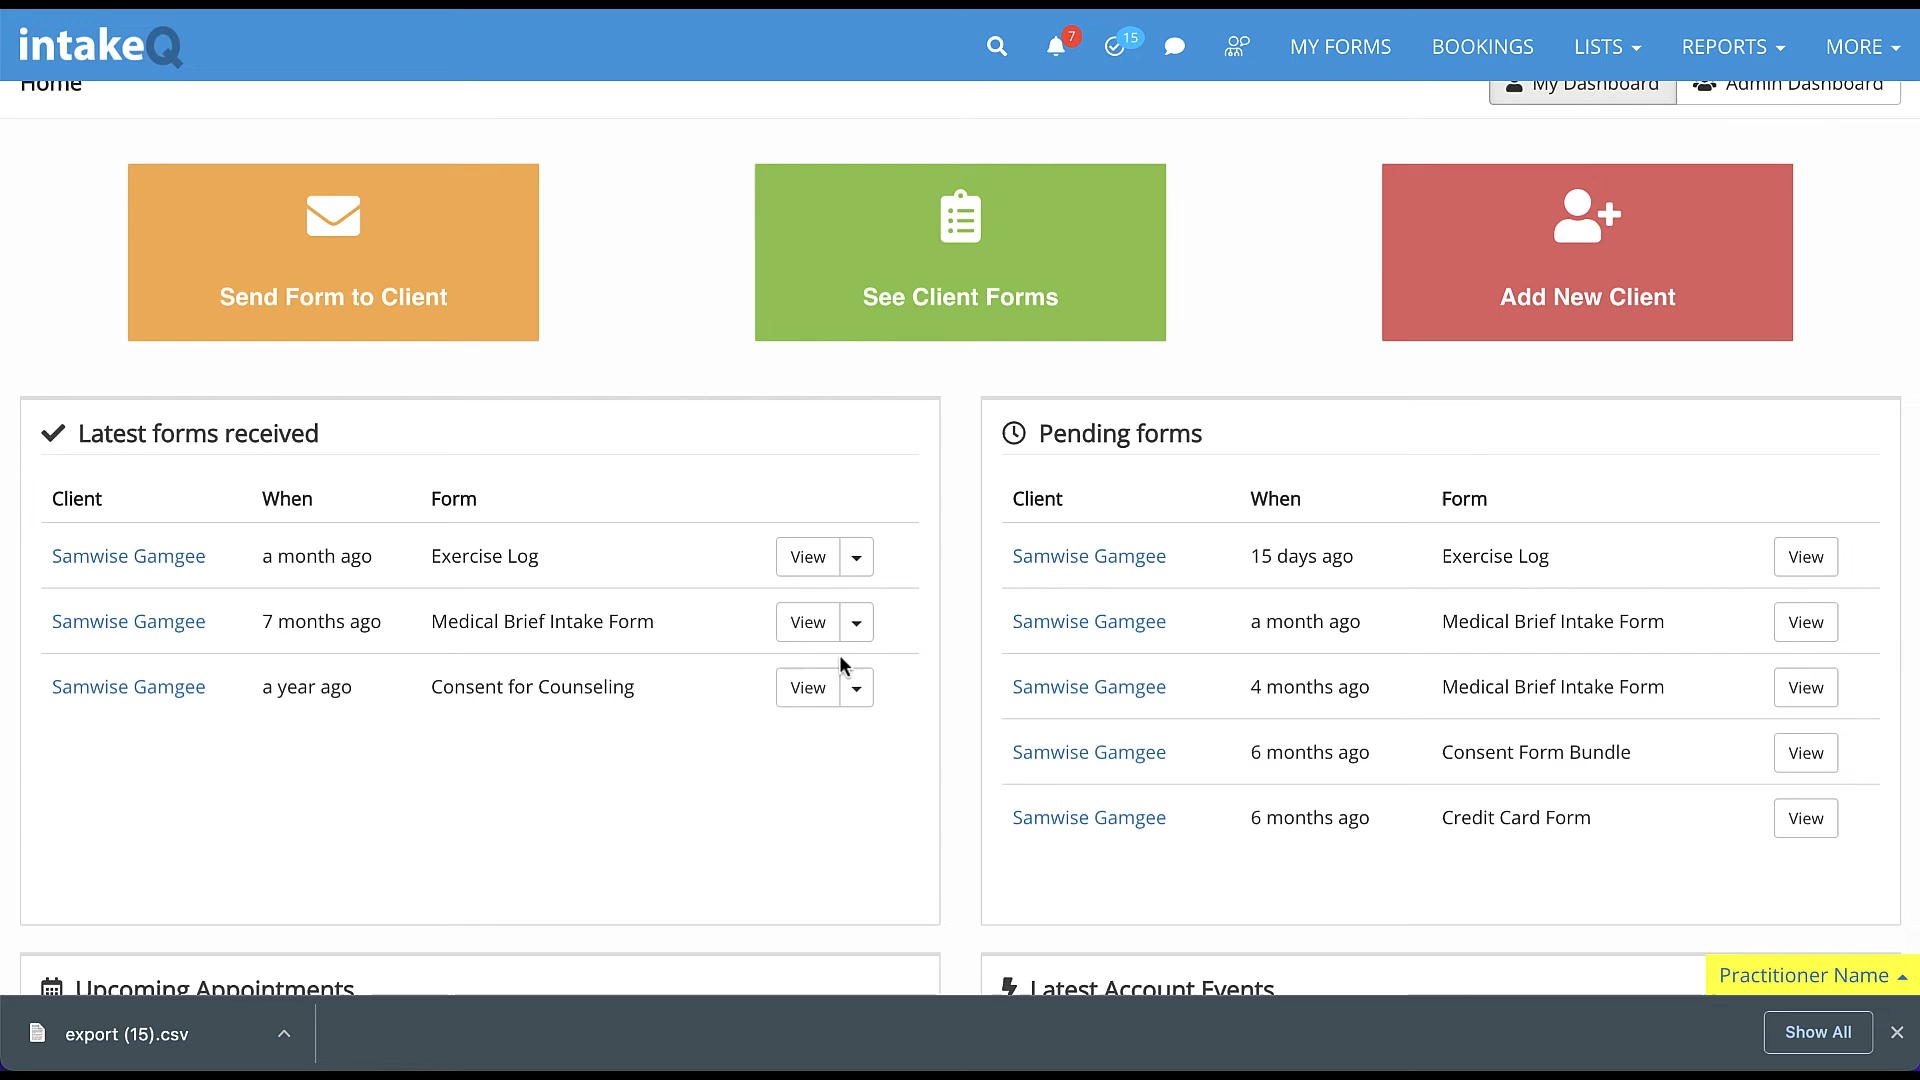 intakeQ
7
15
MY FORMS
BOOKINGS
LISTS
REPORTS
MORE
Home
My Dashboard
Admin Dashboard
Send Form to Client
See Client Forms
Add New Client
Latest forms received
Client When Form
Samwise Gamgee a month ago Exercise Log View
Samwise Gamgee 7 months ago Medical Brief Intake Form View
Samwise Gamgee a year ago Consent for Counseling View
Pending forms
Client When Form
Samwise Gamgee 15 days ago Exercise Log View
Samwise Gamgee a month ago Medical Brief Intake Form View
Samwise Gamgee 4 months ago Medical Brief Intake Form View
Samwise Gamgee 6 months ago Consent Form Bundle View
Samwise Gamgee 6 months ago Credit Card Form View
Upcoming Appointments
Latest Account Events
Practitioner Name
export (15).csv
Show All